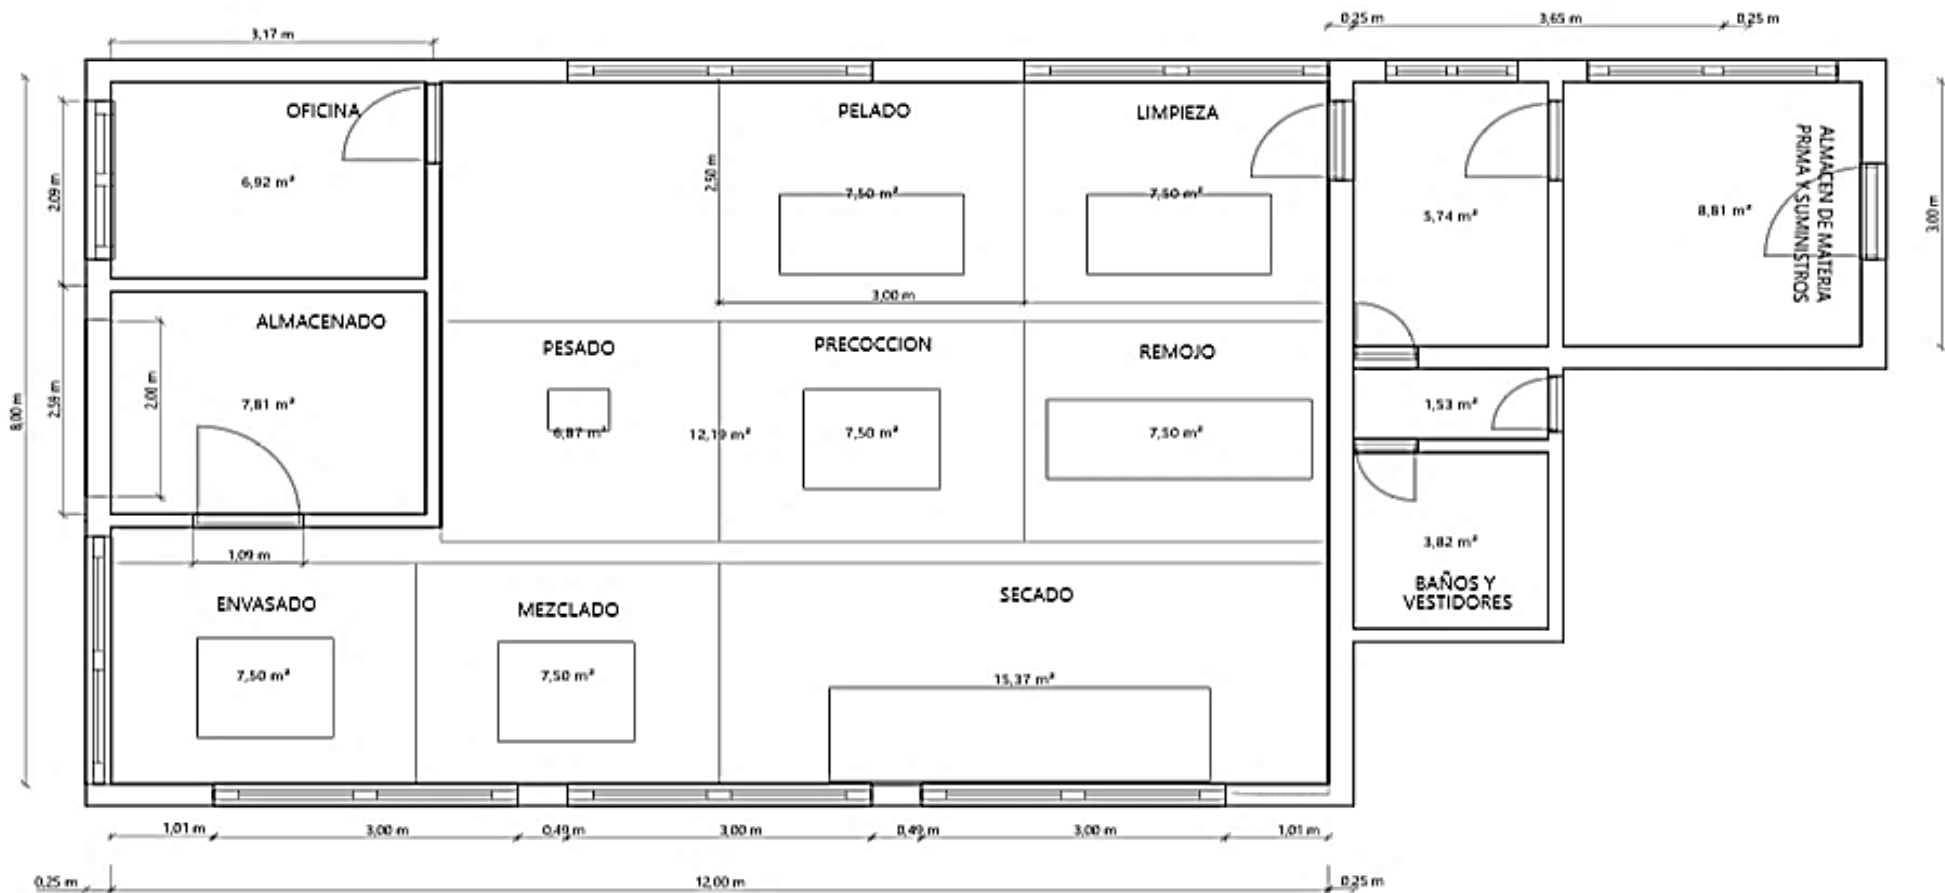 0,25 m
3,65 m
0,25 m
3,17 m
OFICINA
PELADO
LIMPIEZA
ALMACEN DE MATERIA
PRIMA Y SUMINISTROS
6,92 m²
2,50 m
7,50 m²
7,50 m²
5,74 m²
8,81 m²
2,09 m
3,00 m
3,00 m
ALMACENADO
PESADO
PRECOCCION
REMOJO
8,00 m
2,59 m
2,00 m
7,81 m²
6,87 m²
12,19 m²
7,50 m²
7,50 m²
1,53 m²
1,09 m
3,82 m²
BAÑOS Y
VESTIDORES
ENVASADO
MEZCLADO
SECADO
7,50 m²
7,50 m²
15,37 m²
1,01 m
3,00 m
0,49 m
3,00 m
0,49 m
3,00 m
1,01 m
0,25 m
12,00 m
0,25 m